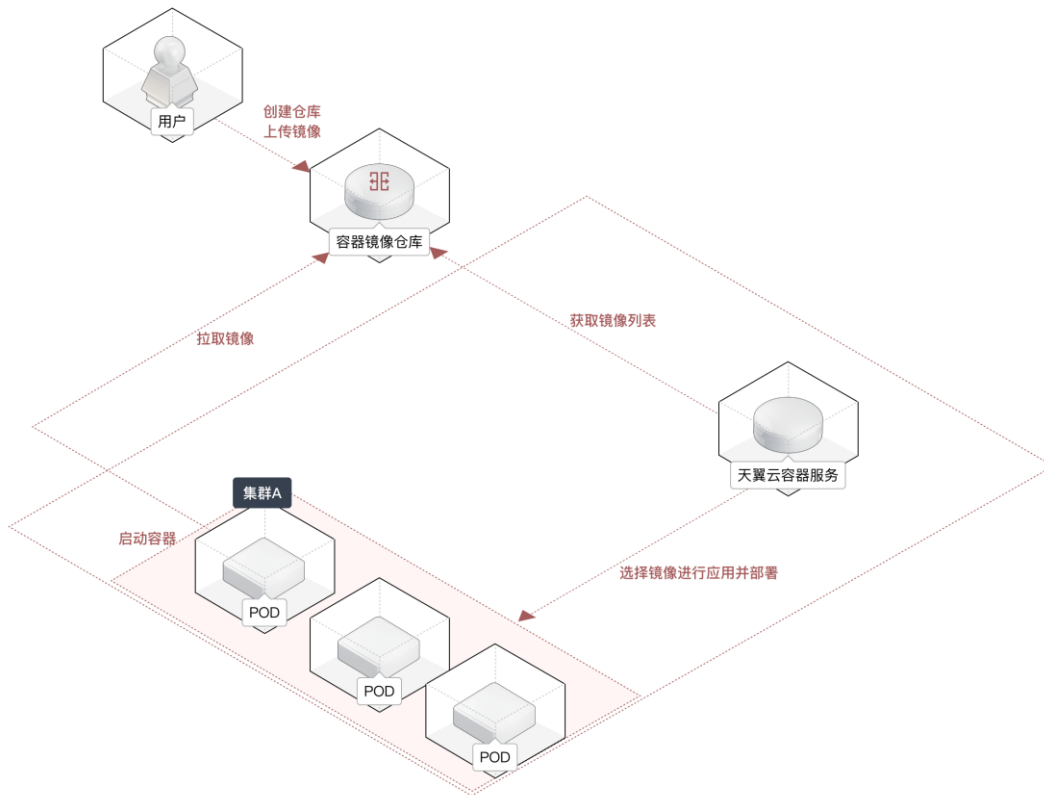 用户
创建仓库
上传镜像
容器镜像仓库
获取镜像列表
拉取镜像
天翼云容器服务
集群A
启动容器
选择镜像进行应用并部署
POD
POD
POD